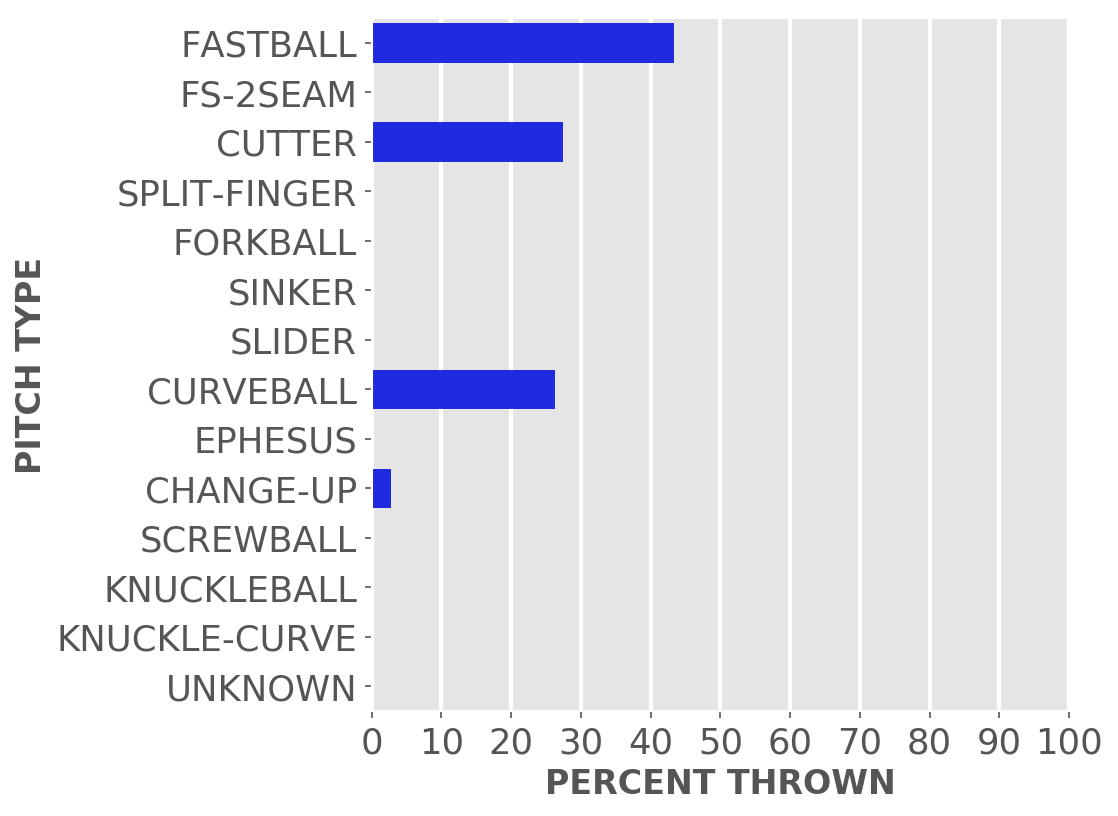 FASTBALL
FS-2SEAM
CUTTER
SPLIT-FINGER
FORKBALL
SINKER
SLIDER
CURVEBALL
EPHESUS
CHANGE-UP
SCREWBALL
KNUCKLEBALL
KNUCKLE-CURVE
UNKNOWN
PITCH TYPE
0 10 20 30 40 50 60 70 80 90 100
PERCENT THROWN